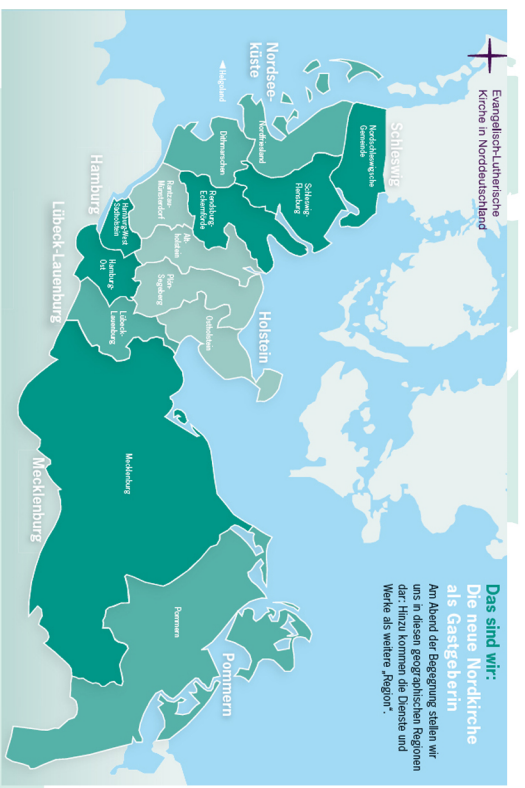 Evangelisch-Lutherische
Kirche in Norddeutschland
Das sind wir:
Die neue Nordkirche
als Gastgeberin
Am Abend der Begegnung stellen wir
uns in diesen geographischen Regionen
dar: Hinzu kommen die Dienste und
Werke als weitere „Region“.
Schleswig
Nordschleswigsche
Gemeinde
Nordsee-
küste
Helgoland
Nordfriesland
Schleswig-
Flensburg
Dithmarschen
Rendsburg-
Eckernförde
Holstein
Rantzau-
Münsterdorf
Alt-
holstein
Plön-
Segeberg
Ostholstein
Hamburg
Hamburg-West
Südholstein
Hamburg-
Ost
Lübeck-Lauenburg
Lübeck-
Lauenburg
Mecklenburg
Mecklenburg
Pommern
Pommern